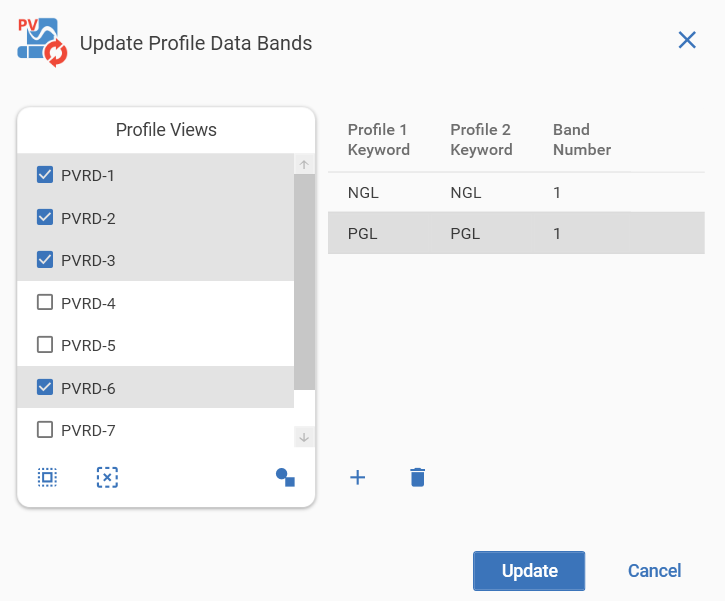 PV
Update Profile Data Bands
Profile Views
PVRD-1
PVRD-2
PVRD-3
PVRD-4
PVRD-5
PVRD-6
PVRD-7
Profile 1 Keyword Profile 2 Keyword Band Number
NGL NGL 1
PGL PGL 1
Update Cancel